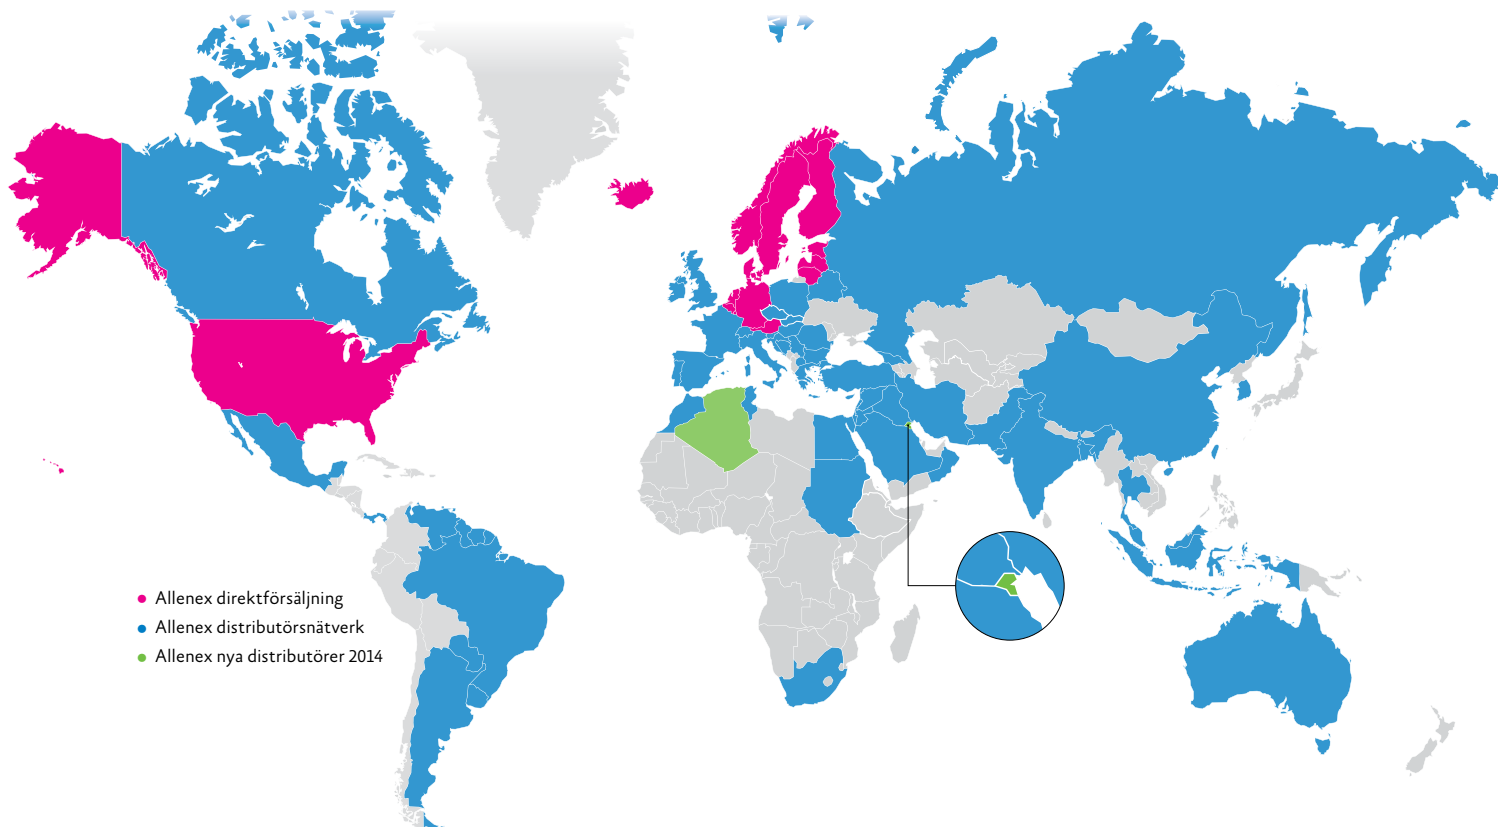 Allenex direktförsäljning
Allenex distributörsnätverk
Allenex nya distributörer 2014